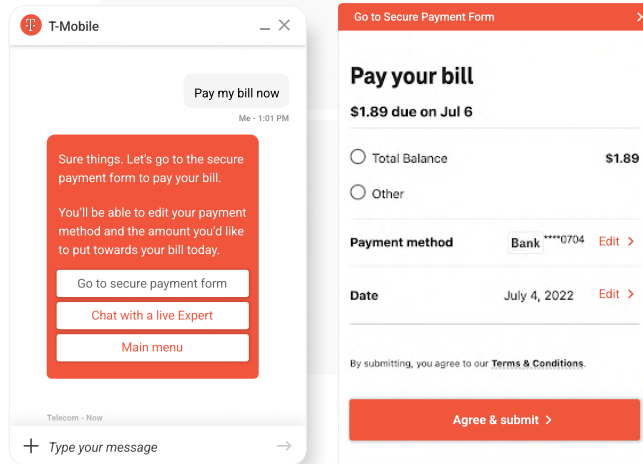 T-Mobile
Pay my bill now
Me - 1:01 PM
Sure things. Let's go to the secure
payment form to pay your bill.
You'll be able to edit your payment
method and the amount you'd like
to put towards your bill today.
Go to secure payment form
Chat with a live Expert
Main menu
Telecom - Now
Type your message
Go to Secure Payment Form
Pay your bill
$1.89 due on Jul 6
Total Balance $1.89
Other
Payment method Bank ****0704 Edit
Date July 4, 2022 Edit
By submitting, you agree to our Terms & Conditions.
Agree & submit